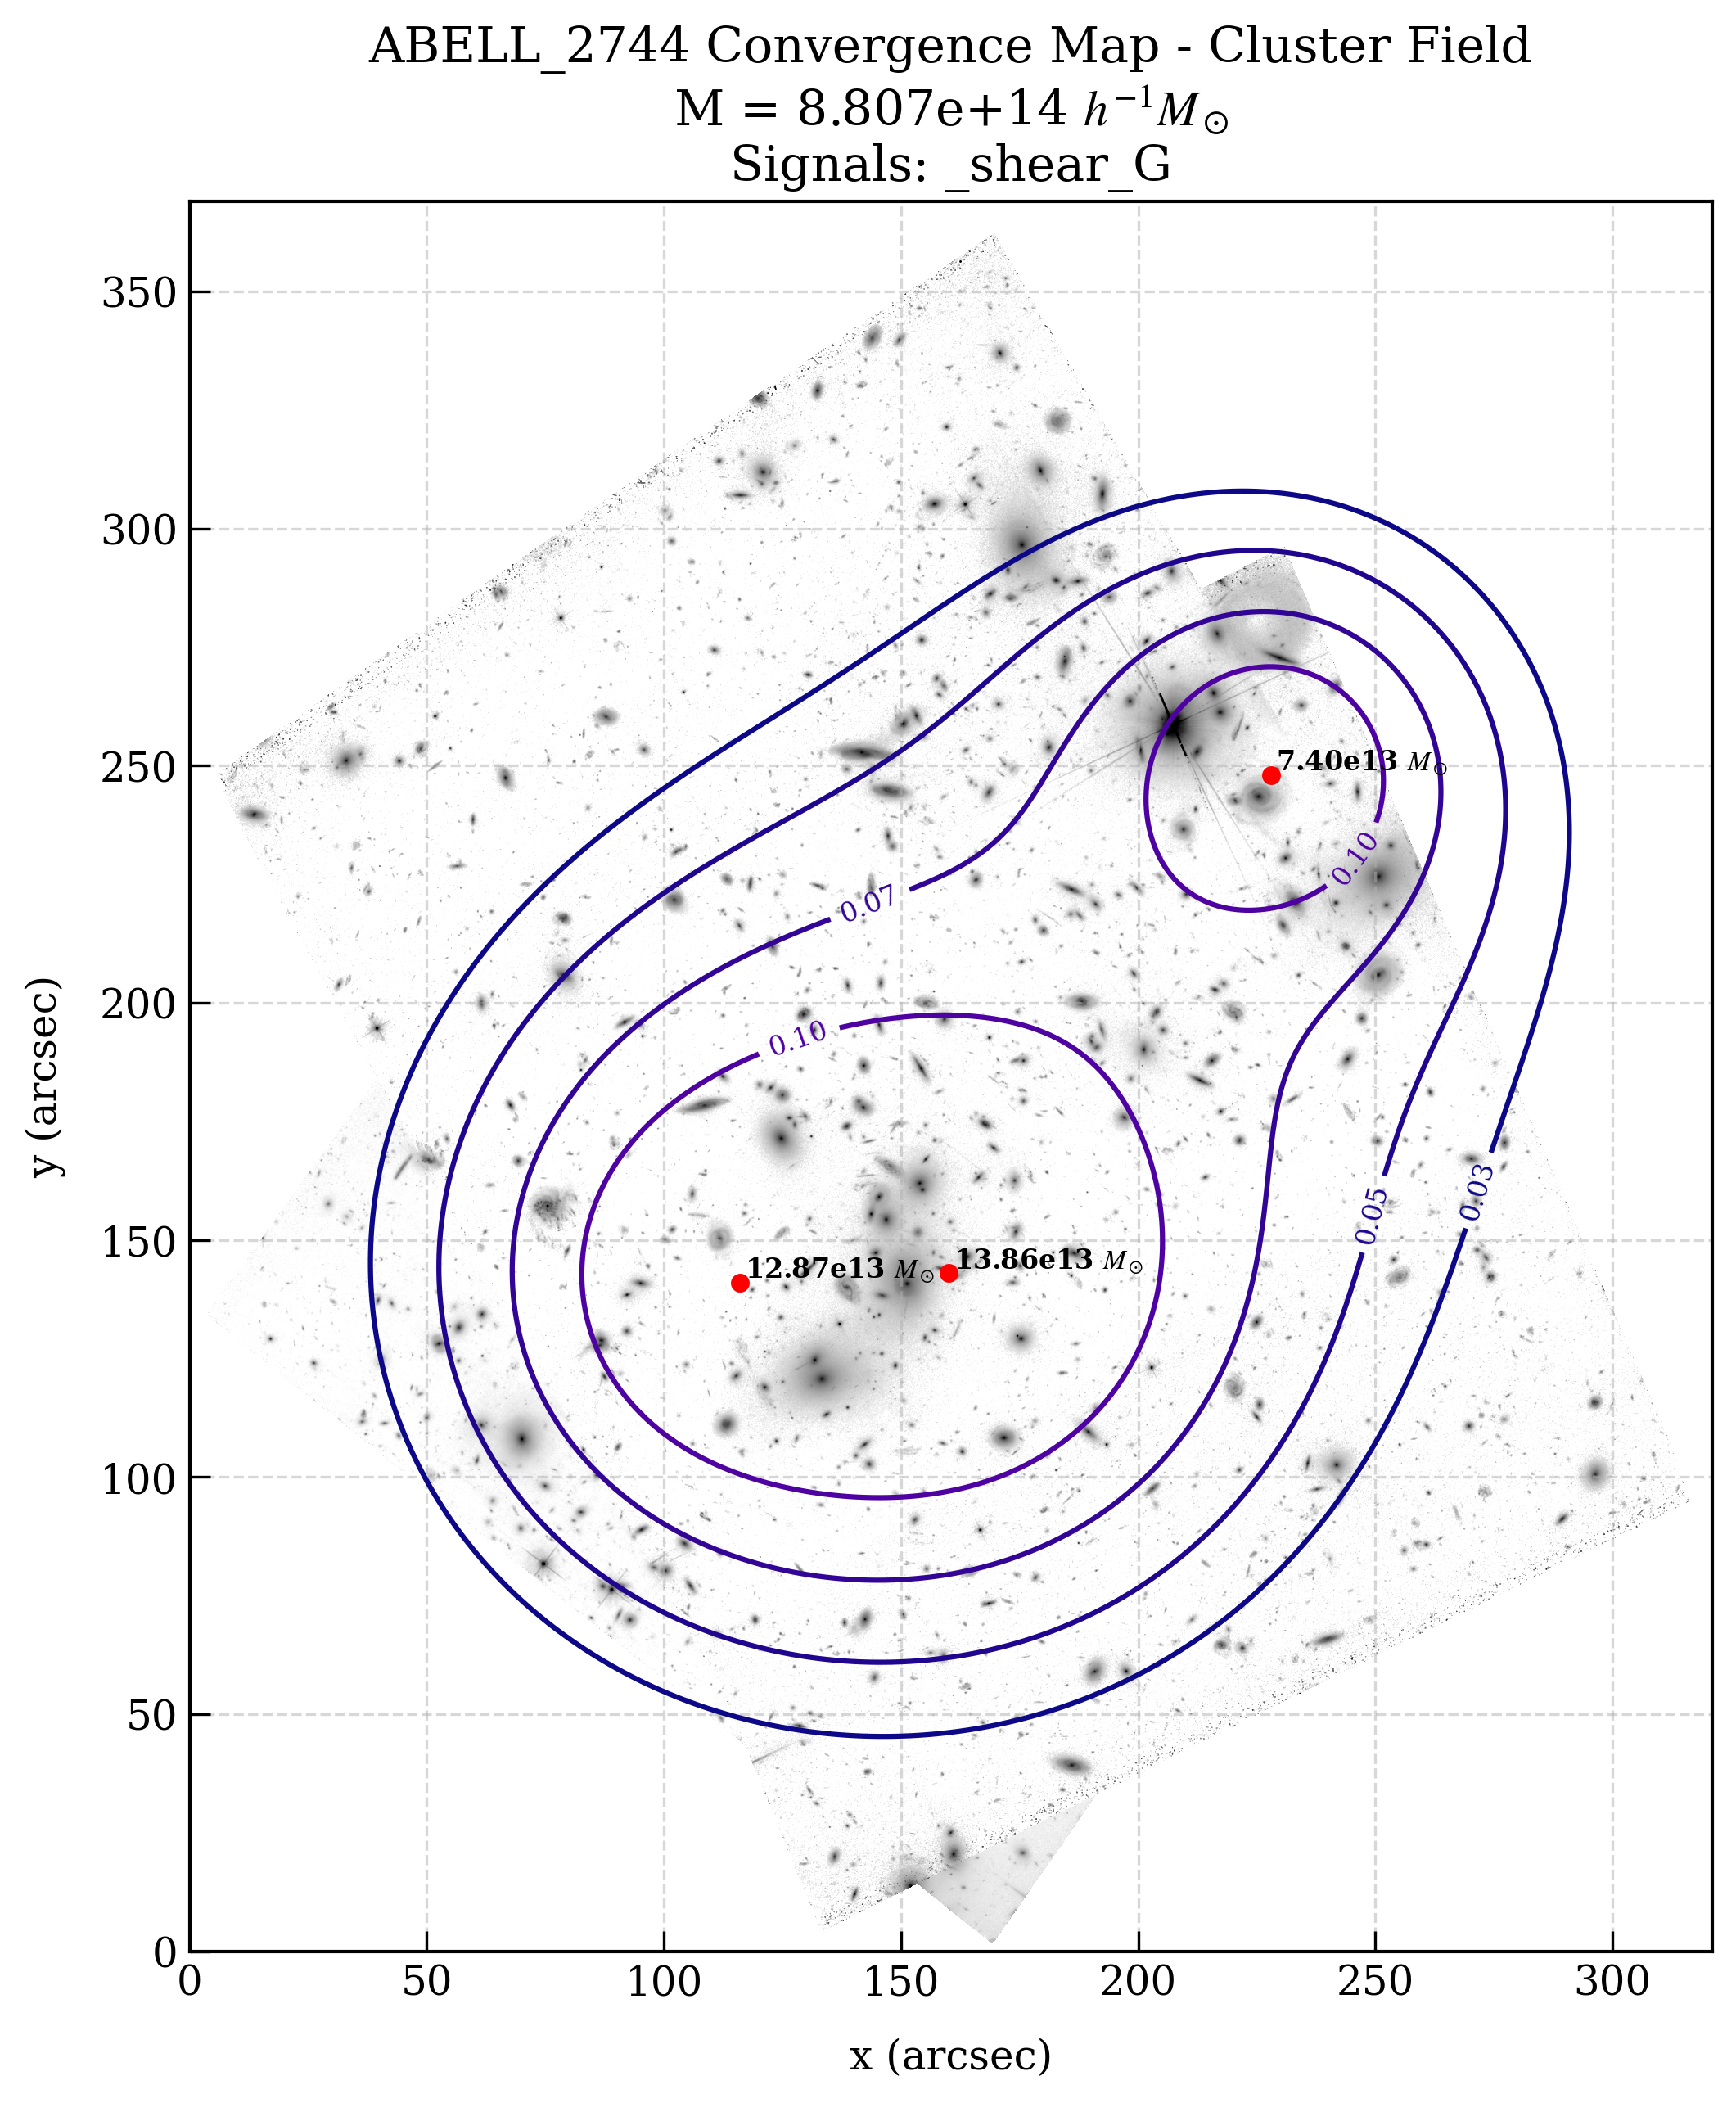 ABELL_2744 Convergence Map - Cluster Field
M = 8.807e+14 h⁻¹M⊙
Signals: _shear_G
350
300
250
200
150
100
50
0
y (arcsec)
7.40e13 M⊙
0.10
0.07
0.10
0.05
0.03
12.87e13 M⊙
13.86e13 M⊙
0
50
100
150
200
250
300
x (arcsec)